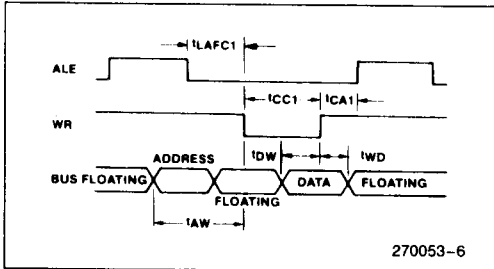 tLAFC1
ALE
tCC1
tCA1
WR
ADDRESS
tDW
tWD
BUS FLOATING
FLOATING
DATA
FLOATING
tAW
270053-6